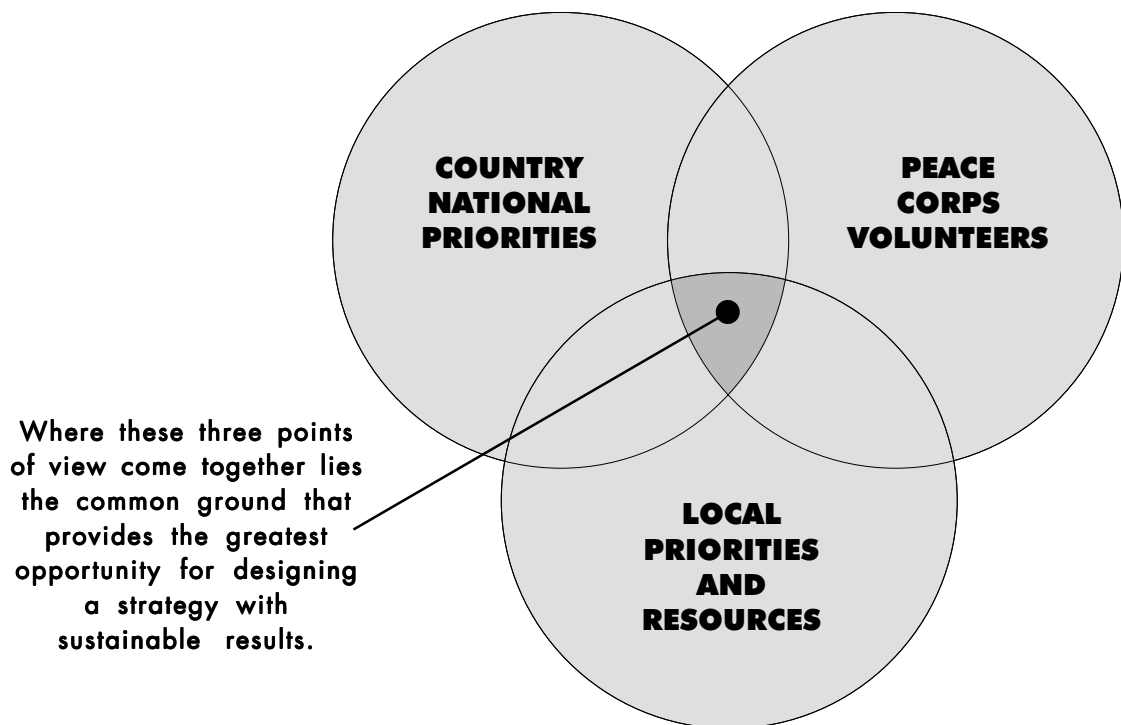 COUNTRY
NATIONAL
PRIORITIES
PEACE
CORPS
VOLUNTEERS
Where these three points
of view come together lies
the common ground that
provides the greatest
opportunity for designing
a strategy with
sustainable results.
LOCAL
PRIORITIES
AND
RESOURCES